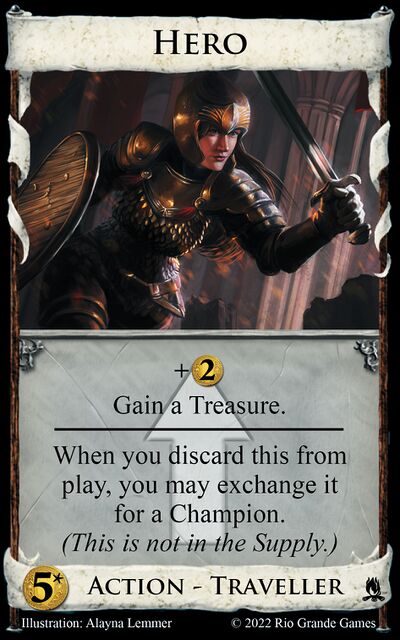 HERO
+2
Gain a Treasure.
When you discard this from
play, you may exchange it
for a Champion.
(This is not in the Supply.)
5* ACTION - TRAVELLER
Illustration: Alayna Lemmer © 2022 Rio Grande Games